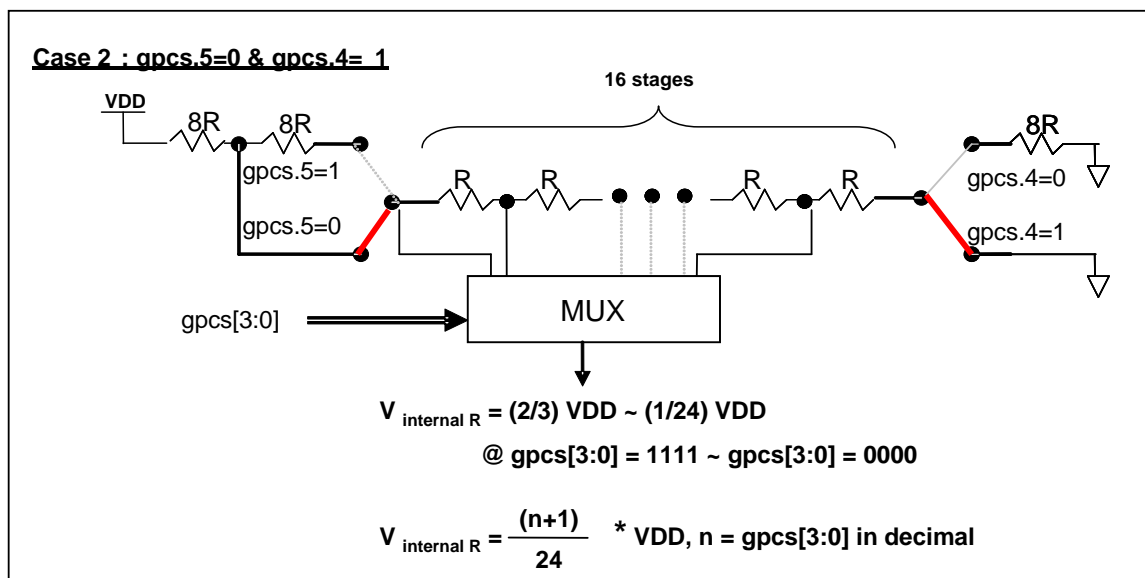 Case 2 : gpcs.5=0 & gpcs.4= 1
16 stages
VDD
8R 8R 8R
gpcs.5=1 R R R R gpcs.4=0
gpcs.5=0 gpcs.4=1
gpcs[3:0] MUX
V internal R = (2/3) VDD ~ (1/24) VDD
@ gpcs[3:0] = 1111 ~ gpcs[3:0] = 0000
(n+1)
V internal R = * VDD, n = gpcs[3:0] in decimal
24